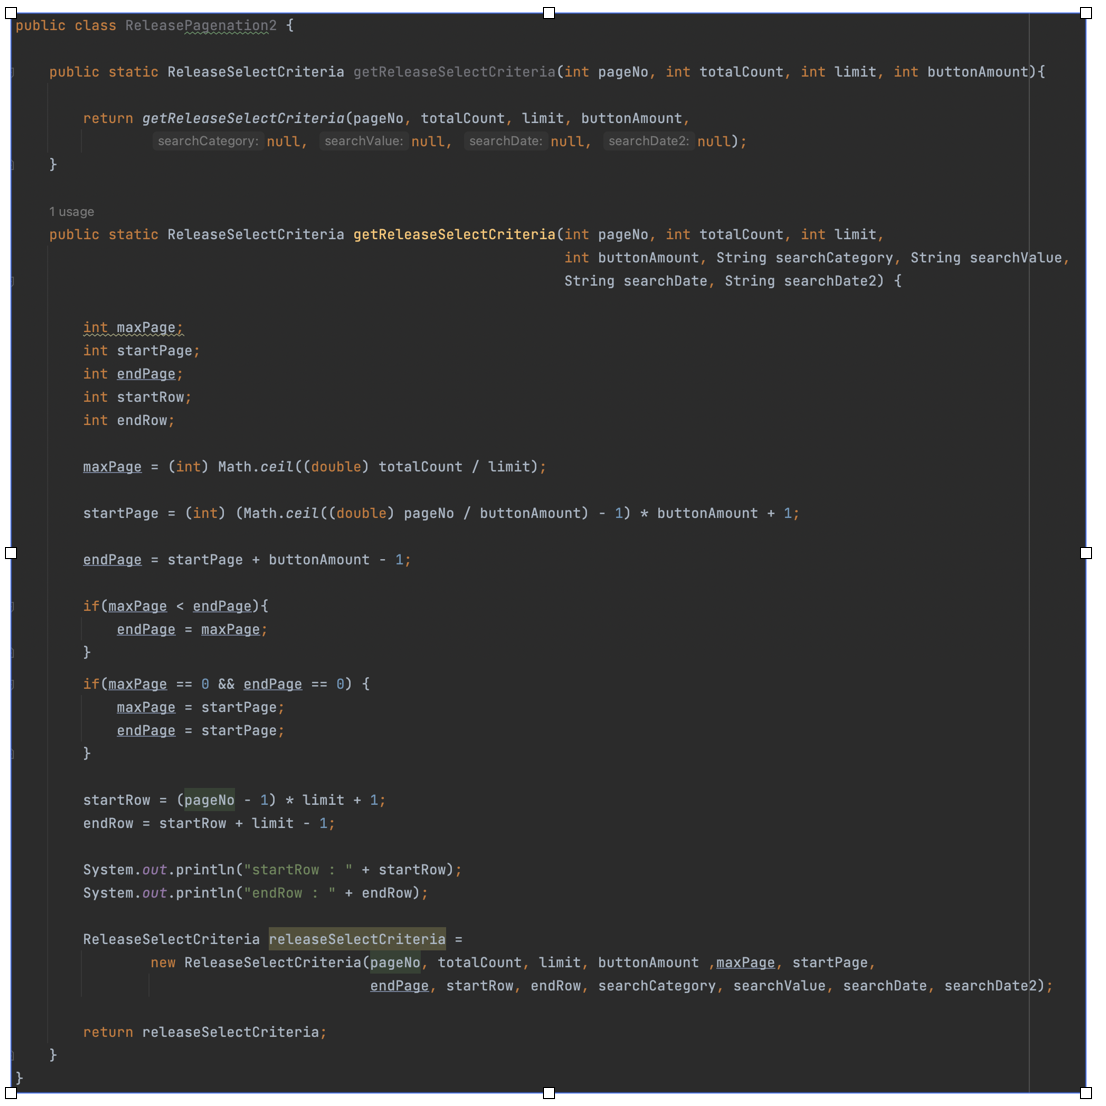 public class ReleasePagenation2 {
public static ReleaseSelectCriteria getReleaseSelectCriteria(int pageNo, int totalCount, int limit, int buttonAmount){
return getReleaseSelectCriteria(pageNo, totalCount, limit, buttonAmount,
searchCategory: null, searchValue: null, searchDate: null, searchDate2: null);
}
1 usage
public static ReleaseSelectCriteria getReleaseSelectCriteria(int pageNo, int totalCount, int limit,
int buttonAmount, String searchCategory, String searchValue,
String searchDate, String searchDate2) {
int maxPage;
int startPage;
int endPage;
int startRow;
int endRow;
maxPage = (int) Math.ceil((double) totalCount / limit);
startPage = (int) (Math.ceil((double) pageNo / buttonAmount) - 1) * buttonAmount + 1;
endPage = startPage + buttonAmount - 1;
if(maxPage < endPage){
endPage = maxPage;
}
if(maxPage == 0 && endPage == 0) {
maxPage = startPage;
endPage = startPage;
}
startRow = (pageNo - 1) * limit + 1;
endRow = startRow + limit - 1;
System.out.println("startRow : " + startRow);
System.out.println("endRow : " + endRow);
ReleaseSelectCriteria releaseSelectCriteria =
new ReleaseSelectCriteria(pageNo, totalCount, limit, buttonAmount ,maxPage, startPage,
endPage, startRow, endRow, searchCategory, searchValue, searchDate, searchDate2);
return releaseSelectCriteria;
}
}